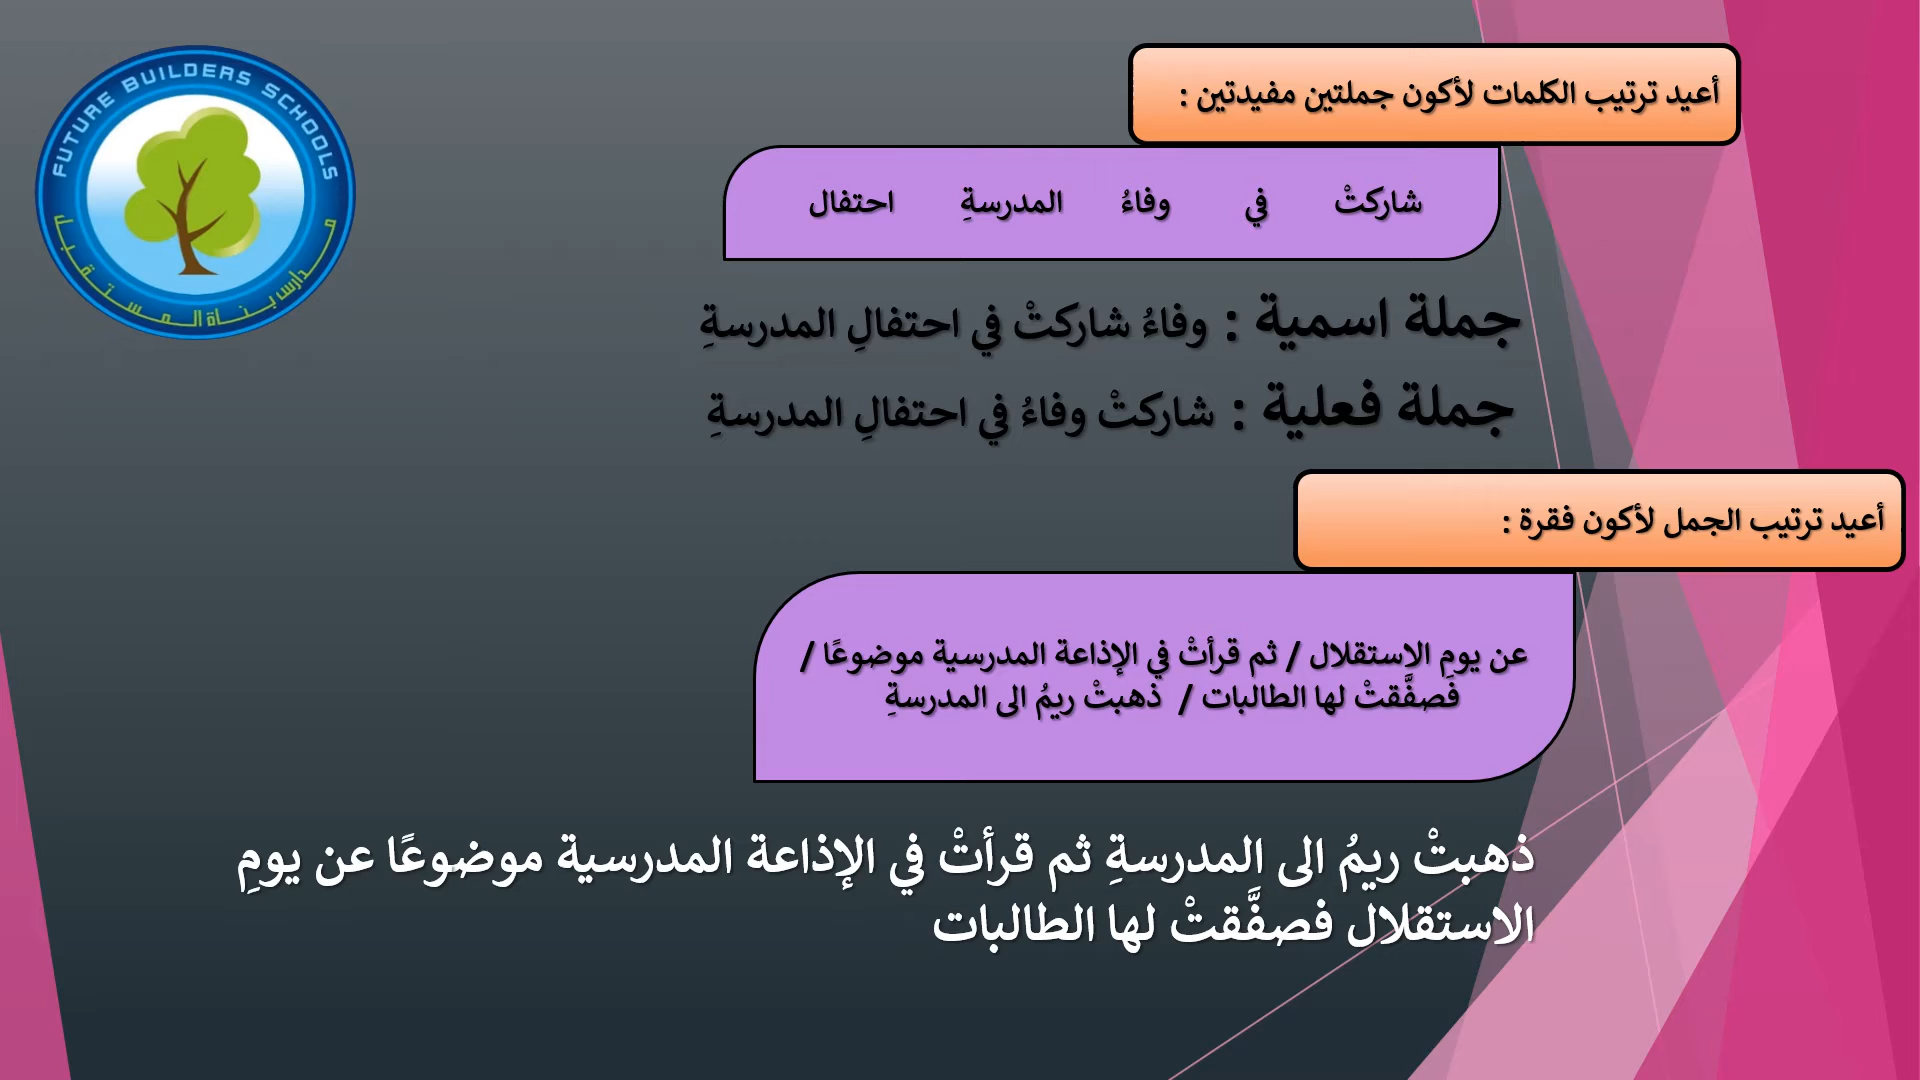 FUTURE BUILDERS SCHOOLS
مدارس بناة المستقبل
أعيد ترتيب الكلمات لأكون جملتين مفيدتين :
شاركتْ في وفاءُ المدرسةِ احتفال
جملة اسمية : وفاءُ شاركتْ في احتفالِ المدرسةِ
جملة فعلية : شاركتْ وفاءُ في احتفالِ المدرسةِ
أعيد ترتيب الجمل لأكون فقرة :
عن يومِ الاستقلال / ثم قرأتْ في الإذاعة المدرسية موضوعًا /
فَصفَّقتْ لها الطالبات / ذهبتْ ريمُ الى المدرسةِ
ذهبتْ ريمُ الى المدرسةِ ثم قرأتْ في الإذاعة المدرسية موضوعًا عن يومِ
الاستقلال فصفَّقتْ لها الطالبات